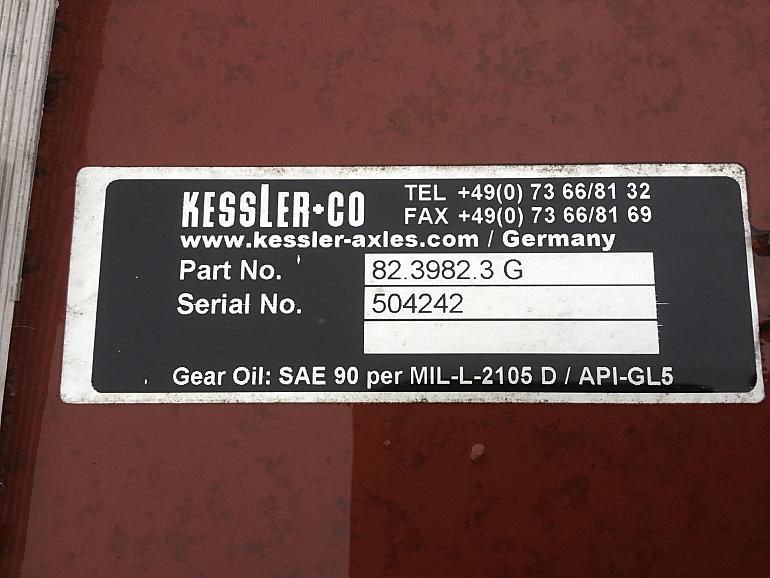 KESSLER+CO
TEL +49(0) 73 66/81 32
FAX +49(0) 73 66/81 69
www.kessler-axles.com / Germany
Part No. 82.3982.3 G
Serial No. 504242
Gear Oil: SAE 90 per MIL-L-2105 D / API-GL5